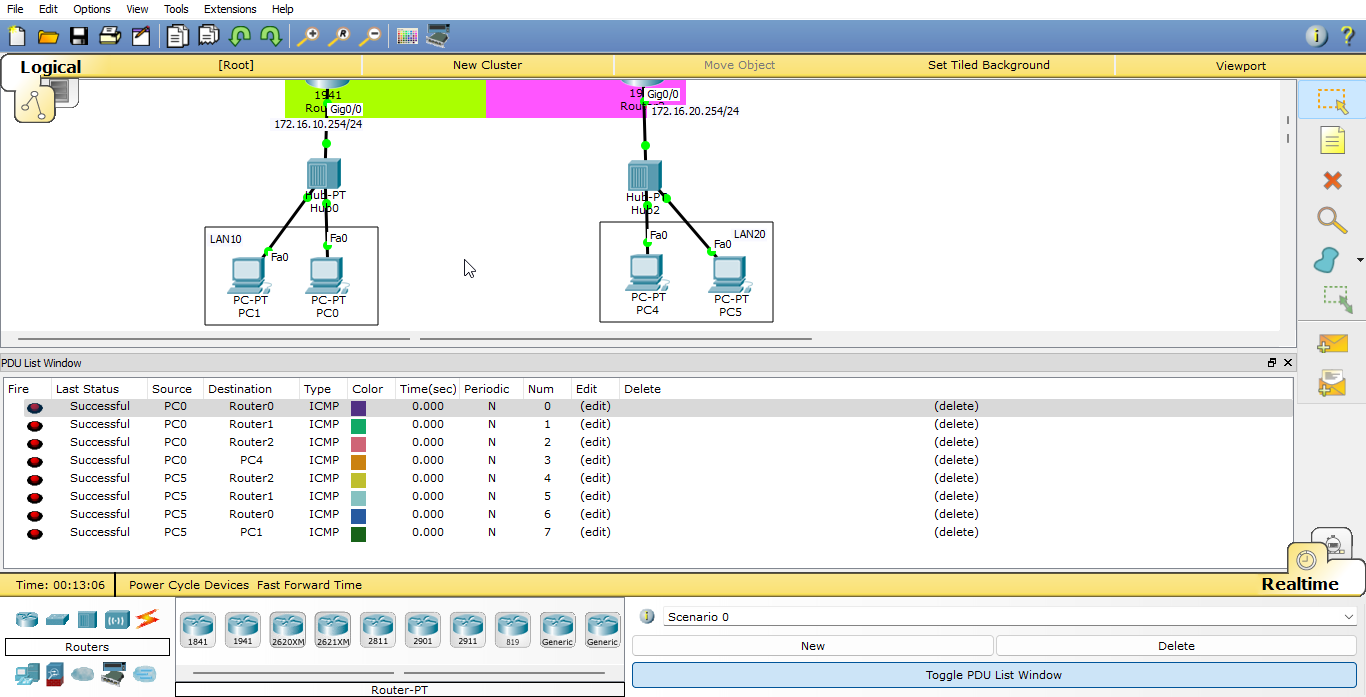 File Edit Options View Tools Extensions Help
Logical [Root] New Cluster Move Object Set Tiled Background Viewport
1941
Gig0/0
172.16.10.254/24
Gig0/0
172.16.20.254/24
Hub-PT
Hub0
Hub-PT
Hub2
LAN10
Fa0
Fa0
PC-PT
PC1
PC-PT
PC0
LAN20
Fa0
Fa0
PC-PT
PC4
PC-PT
PC5
PDU List Window
Fire Last Status Source Destination Type Color Time(sec) Periodic Num Edit Delete
Successful PC0 Router0 ICMP 0.000 N 0 (edit) (delete)
Successful PC0 Router1 ICMP 0.000 N 1 (edit) (delete)
Successful PC0 Router2 ICMP 0.000 N 2 (edit) (delete)
Successful PC0 PC4 ICMP 0.000 N 3 (edit) (delete)
Successful PC5 Router2 ICMP 0.000 N 4 (edit) (delete)
Successful PC5 Router1 ICMP 0.000 N 5 (edit) (delete)
Successful PC5 Router0 ICMP 0.000 N 6 (edit) (delete)
Successful PC5 PC1 ICMP 0.000 N 7 (edit) (delete)
Time: 00:13:06 Power Cycle Devices Fast Forward Time Realtime
Routers
1841 1941 2620XM 2621XM 2811 2901 2911 819 Generic Generic
Router-PT
Scenario 0
New Delete
Toggle PDU List Window